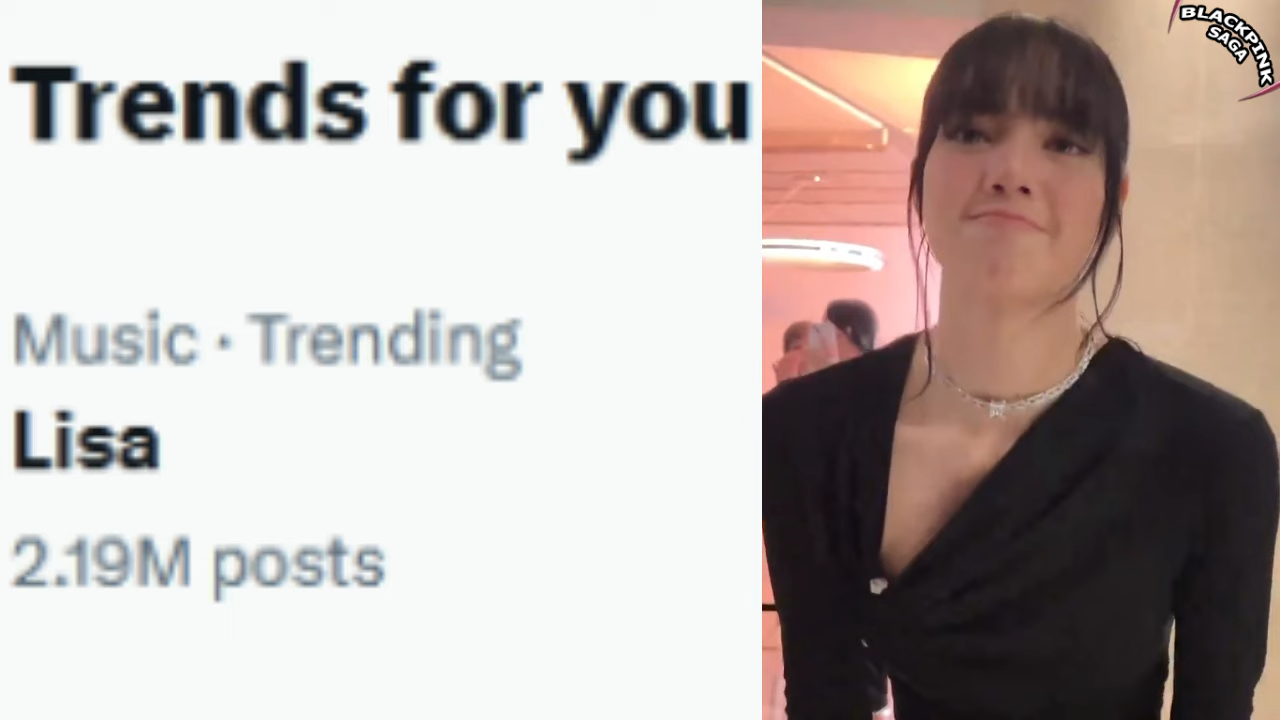 Trends for you
Music · Trending
Lisa
2.19M posts
BLACKPINK
SAGA